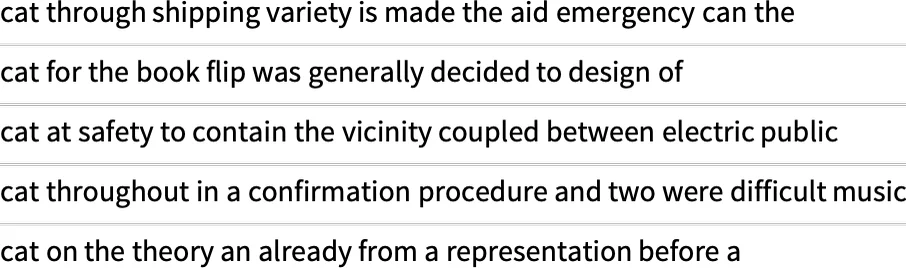 cat through shipping variety is made the aid emergency can the
cat for the book flip was generally decided to design of
cat at safety to contain the vicinity coupled between electric public
cat throughout in a confirmation procedure and two were difficult music
cat on the theory an already from a representation before a